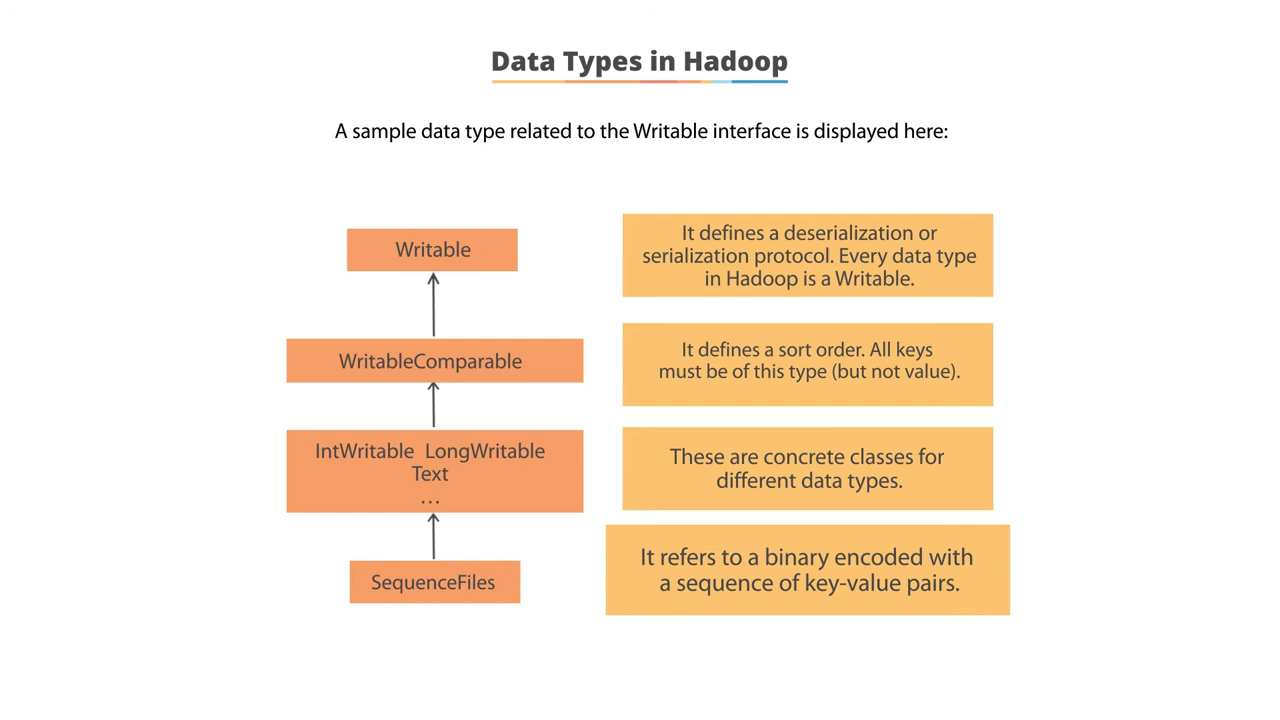 Data Types in Hadoop
A sample data type related to the Writable interface is displayed here:
Writable
It defines a deserialization or
serialization protocol. Every data type
in Hadoop is a Writable.
WritableComparable
It defines a sort order. All keys
must be of this type (but not value).
IntWritable  LongWritable
Text
...
These are concrete classes for
different data types.
SequenceFiles
It refers to a binary encoded with
a sequence of key-value pairs.